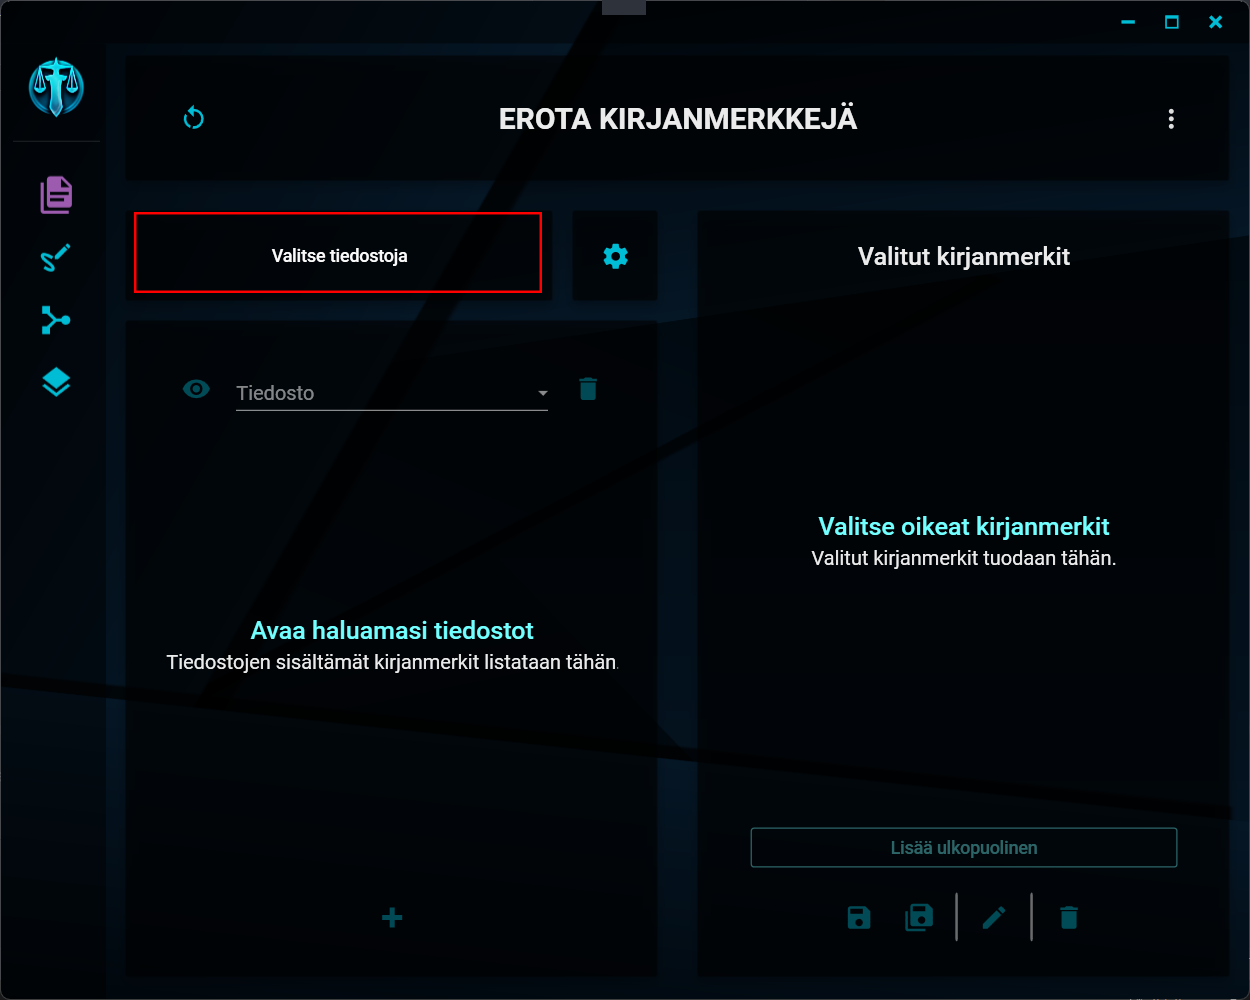 EROTA KIRJANMERKKEJÄ
Valitse tiedostoja
Valitut kirjanmerkit
Tiedosto
Valitse oikeat kirjanmerkit
Valitut kirjanmerkit tuodaan tähän.
Avaa haluamasi tiedostot
Tiedostojen sisältämät kirjanmerkit listataan tähän.
Lisää ulkopuolinen